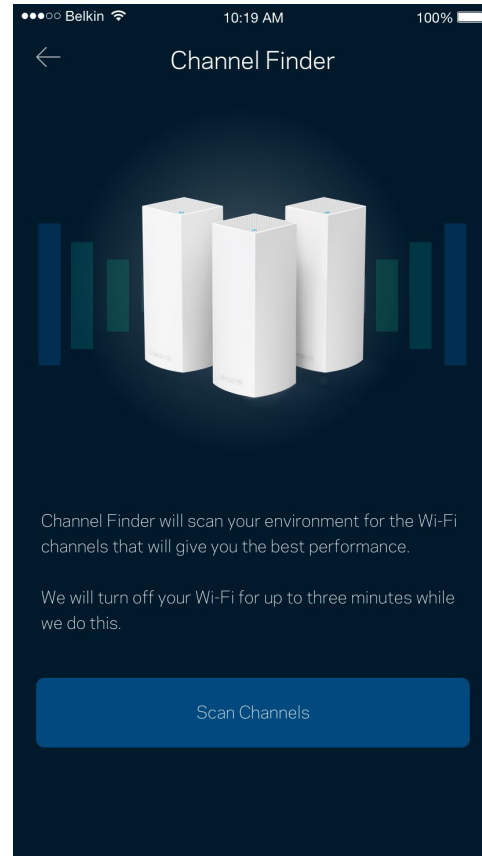 Belkin 10:19 AM 100%
Channel Finder
Channel Finder will scan your environment for the Wi-Fi
channels that will give you the best performance.
We will turn off your Wi-Fi for up to three minutes while
we do this.
Scan Channels